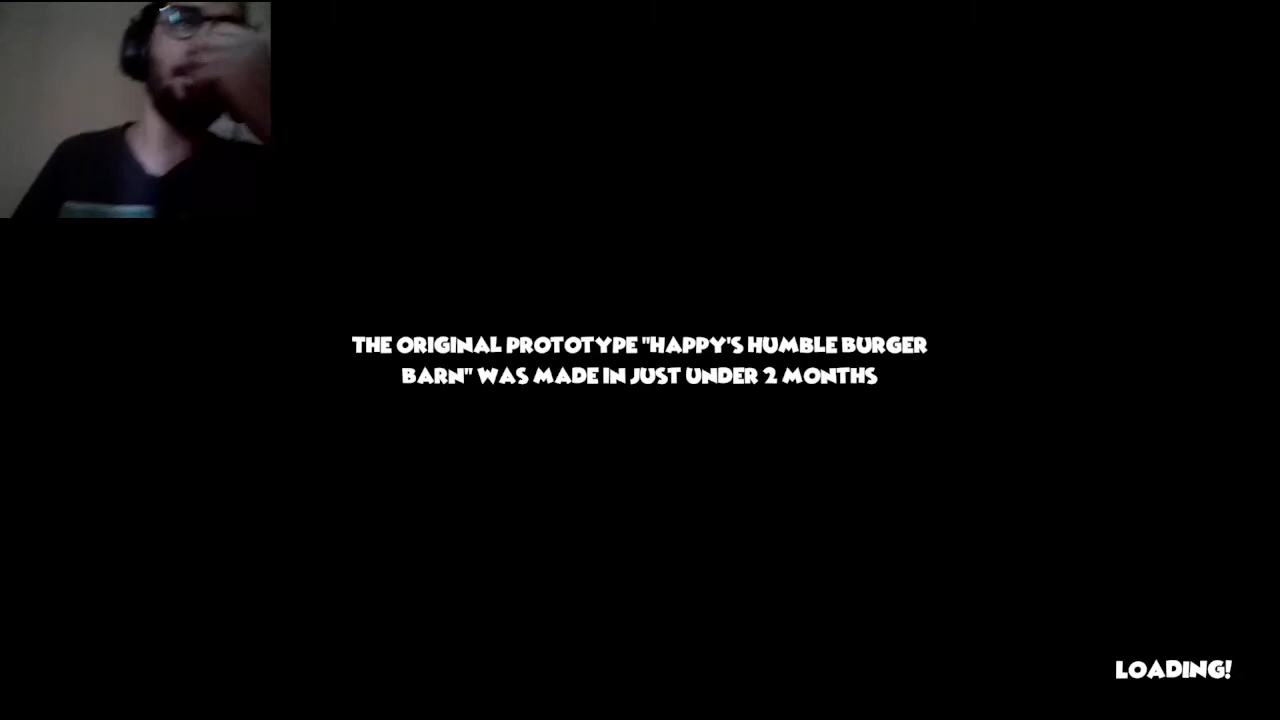 THE ORIGINAL PROTOTYPE "HAPPY'S HUMBLE BURGER
BARN" WAS MADE IN JUST UNDER 2 MONTHS
LOADING!